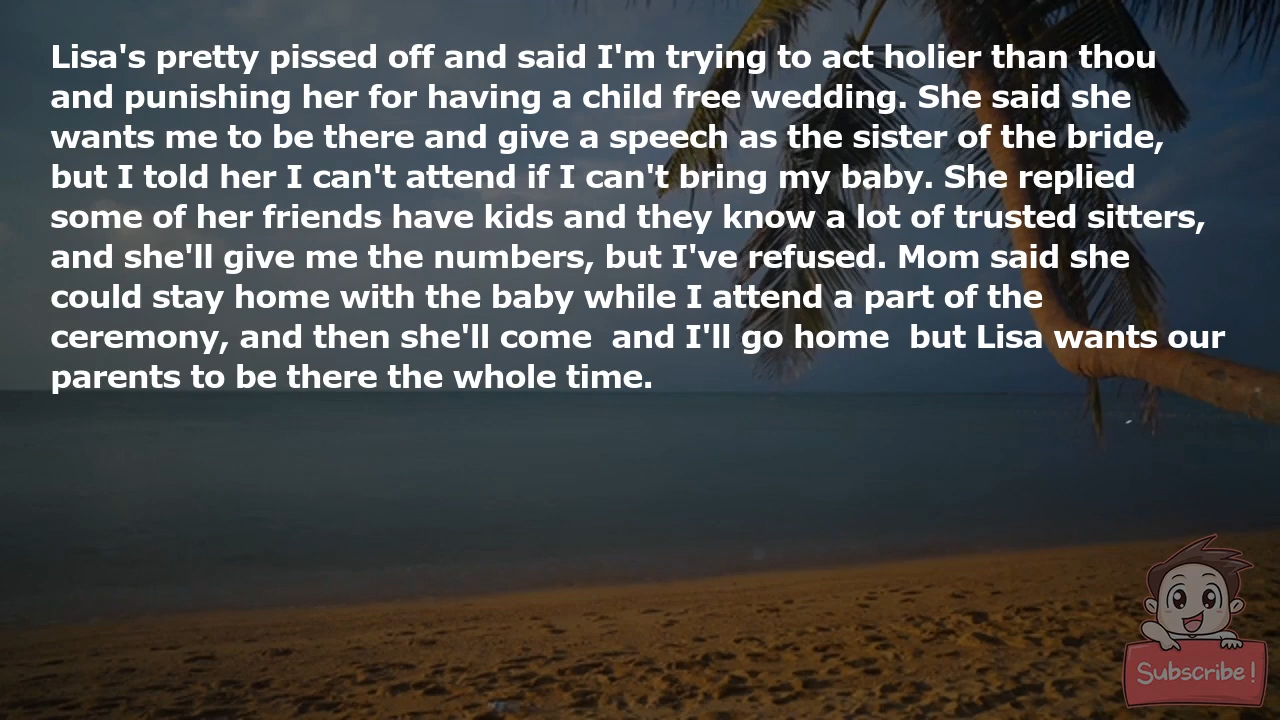 Lisa's pretty pissed off and said I'm trying to act holier than thou
and punishing her for having a child free wedding. She said she
wants me to be there and give a speech as the sister of the bride,
but I told her I can't attend if I can't bring my baby. She replied
some of her friends have kids and they know a lot of trusted sitters,
and she'll give me the numbers, but I've refused. Mom said she
could stay home with the baby while I attend a part of the
ceremony, and then she'll come  and I'll go home  but Lisa wants our
parents to be there the whole time.
Subscribe!